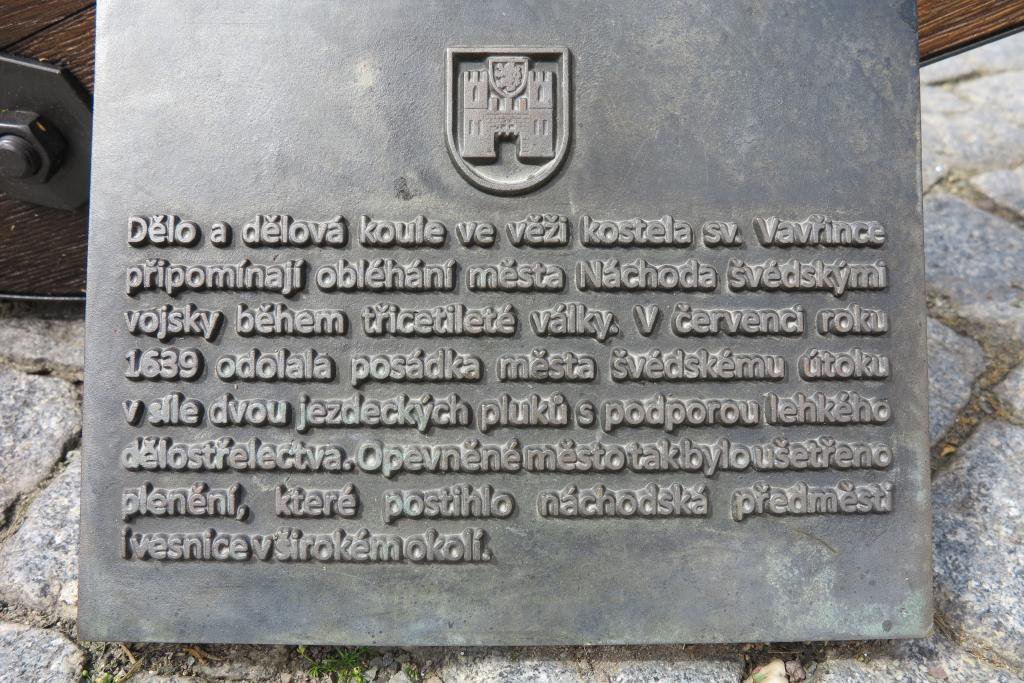 Dělo a dělová koule ve věži kostela sv. Vavřince
připomínají obléhání města Náchoda švédskými
vojsky během třicetileté války. V červenci roku
1639 odolala posádka města švédskému útoku
v síle dvou jezdeckých pluků s podporou lehkého
dělostřelectva. Opevněné město tak bylo ušetřeno
plenění, které postihlo náchodská předměstí
i vesnice v širokém okolí.